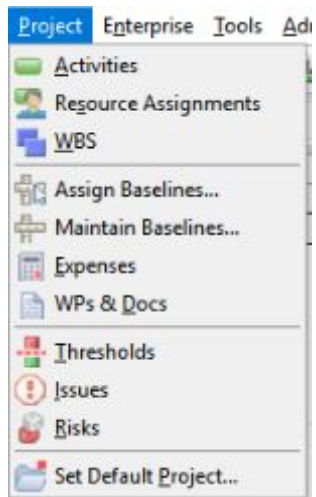 Project Enterprise Tools
Activities
Resource Assignments
WBS
Assign Baselines...
Maintain Baselines...
Expenses
WPs & Docs
Thresholds
Issues
Risks
Set Default Project...